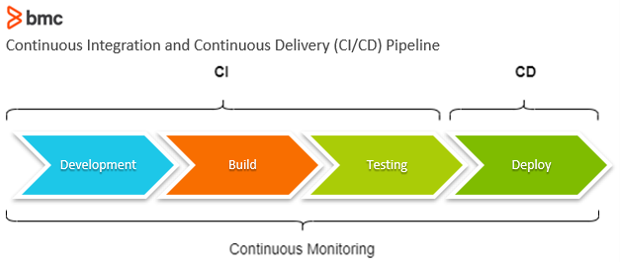 bmc
Continuous Integration and Continuous Delivery (CI/CD) Pipeline
CI
CD
Development
Build
Testing
Deploy
Continuous Monitoring